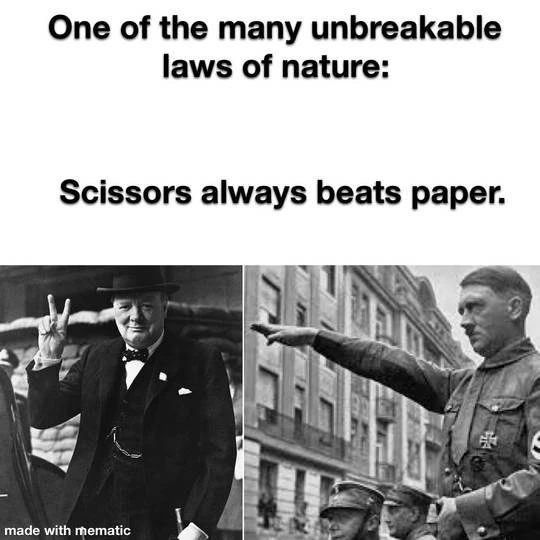 One of the many unbreakable
laws of nature:
Scissors always beats paper.
made with mematic